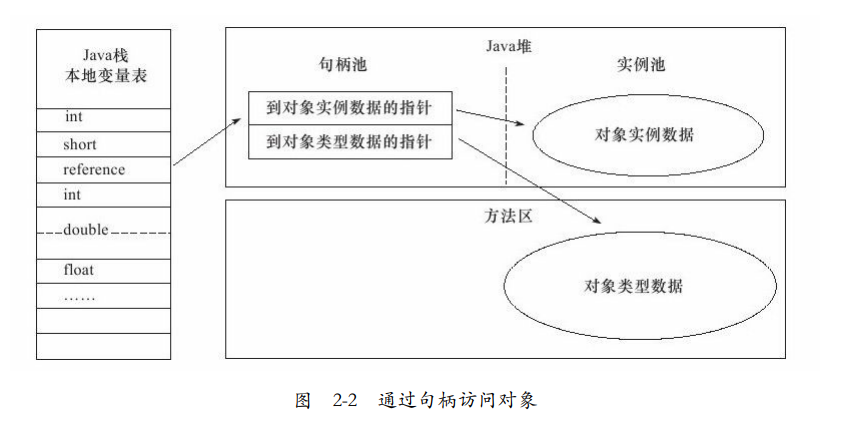 Java栈
本地变量表
int
short
reference
int
double
float
……
Java堆
句柄池
实例池
到对象实例数据的指针
到对象类型数据的指针
对象实例数据
方法区
对象类型数据
图 2-2 通过句柄访问对象